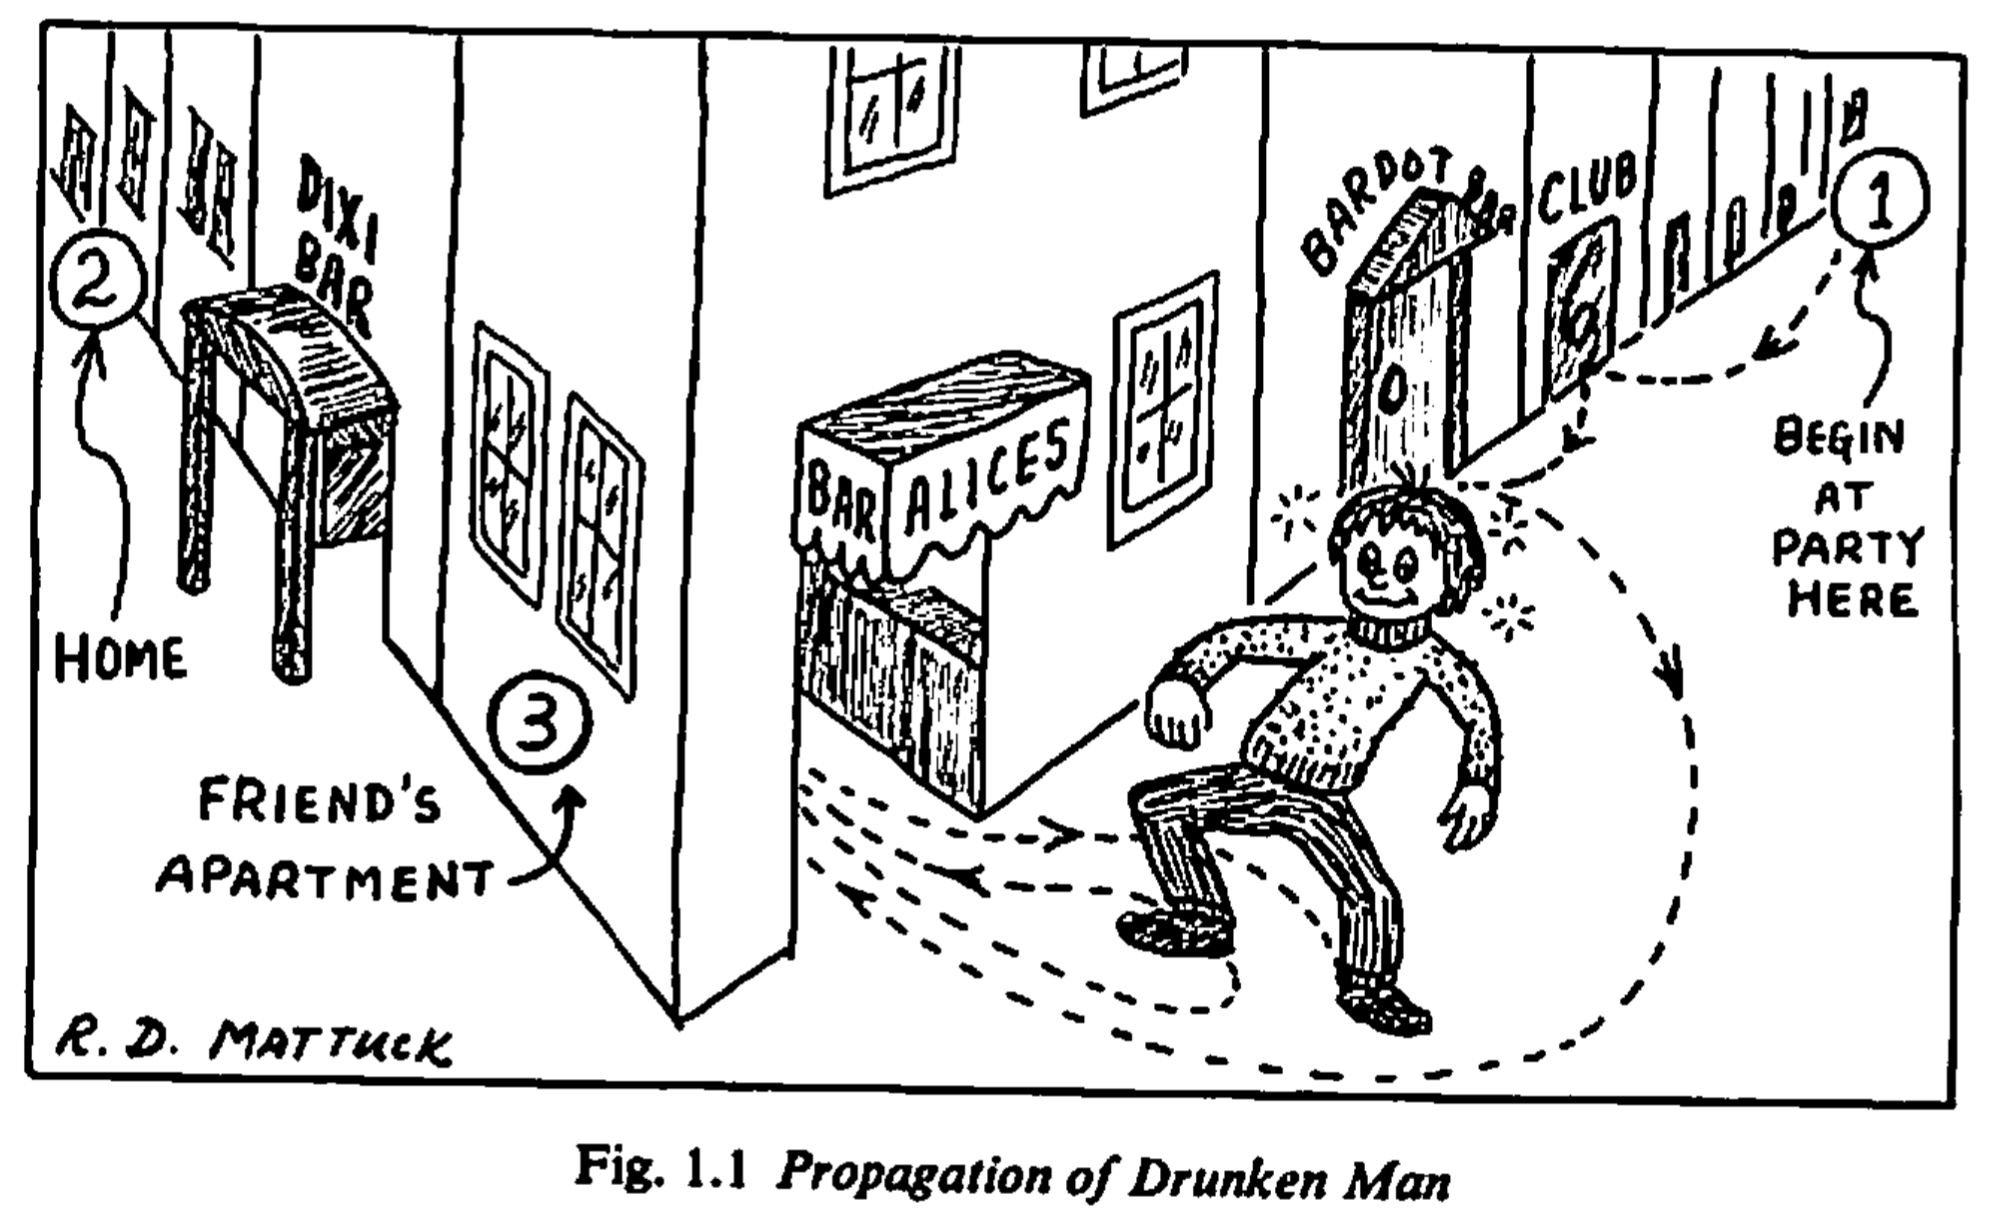 DIXI
BAR
BARDOT BAR
CLUB
1
2
BAR ALICES
BEGIN
AT
PARTY
HERE
HOME
3
FRIEND'S
APARTMENT
R. D. MATTUCK
Fig. 1.1 Propagation of Drunken Man